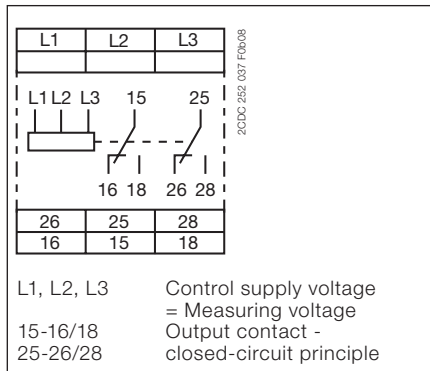 L1 L2 L3
2CDC 252 037 F0b08
L1 L2 L3 15 25
16 18 26 28
26 25 28
16 15 18
L1, L2, L3 Control supply voltage
= Measuring voltage
15-16/18 Output contact -
25-26/28 closed-circuit principle